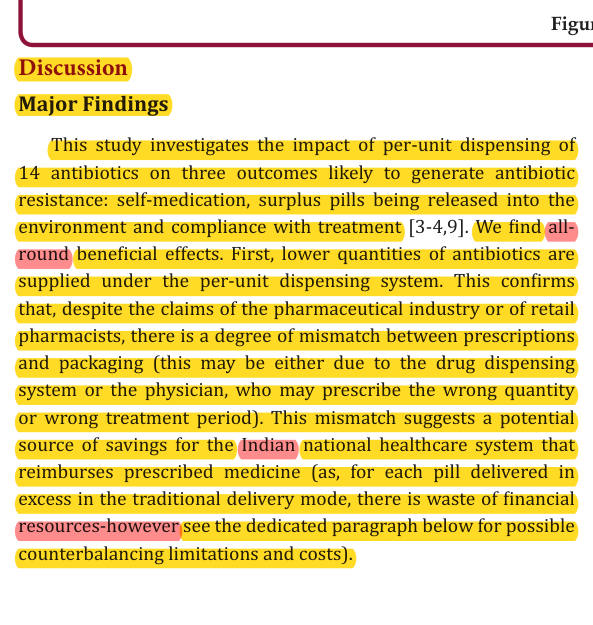 Figur
Discussion
Major Findings
This study investigates the impact of per-unit dispensing of
14 antibiotics on three outcomes likely to generate antibiotic
resistance: self-medication, surplus pills being released into the
environment and compliance with treatment [3-4,9]. We find all-
round beneficial effects. First, lower quantities of antibiotics are
supplied under the per-unit dispensing system. This confirms
that, despite the claims of the pharmaceutical industry or of retail
pharmacists, there is a degree of mismatch between prescriptions
and packaging (this may be either due to the drug dispensing
system or the physician, who may prescribe the wrong quantity
or wrong treatment period). This mismatch suggests a potential
source of savings for the Indian national healthcare system that
reimburses prescribed medicine (as, for each pill delivered in
excess in the traditional delivery mode, there is waste of financial
resources-however see the dedicated paragraph below for possible
counterbalancing limitations and costs).